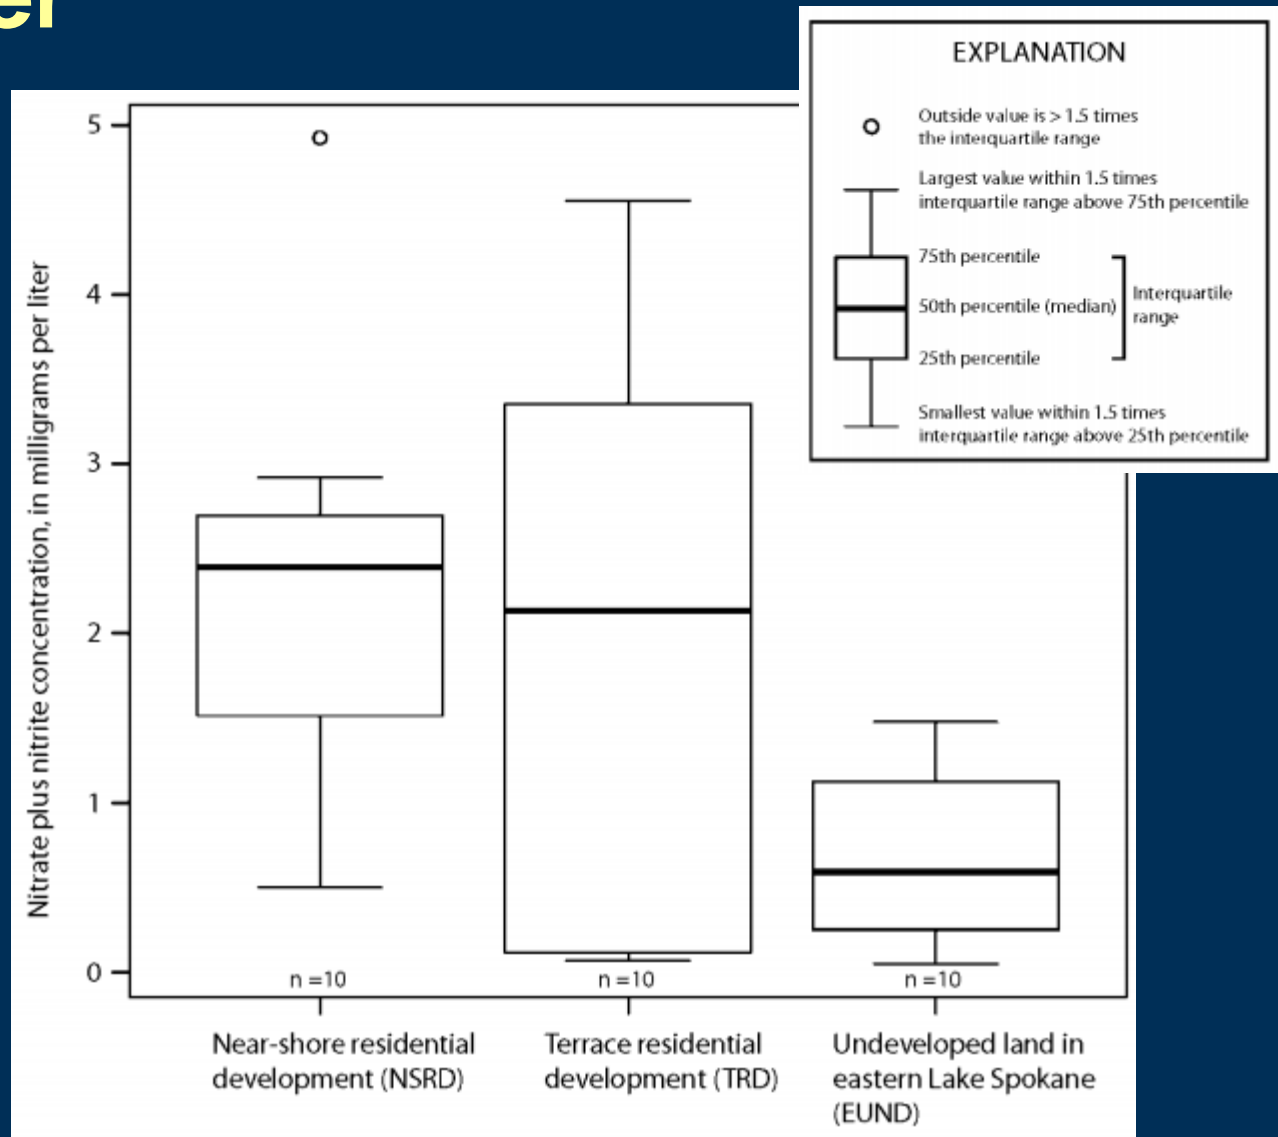 EXPLANATION
Outside value is > 1.5 times
the interquartile range
Largest value within 1.5 times
interquartile range above 75th percentile
75th percentile
50th percentile (median)
25th percentile
Interquartile
range
Smallest value within 1.5 times
interquartile range above 25th percentile
Nitrate plus nitrite concentration, in milligrams per liter
5
4
3
2
1
0
n =10
n =10
n =10
Near-shore residential
development (NSRD)
Terrace residential
development (TRD)
Undeveloped land in
eastern Lake Spokane
(EUND)